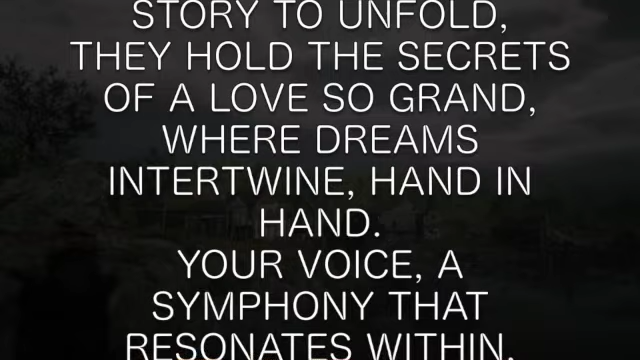 STORY TO UNFOLD,
THEY HOLD THE SECRETS
OF A LOVE SO GRAND,
WHERE DREAMS
INTERTWINE, HAND IN
HAND.
YOUR VOICE, A
SYMPHONY THAT
RESONATES WITHIN,